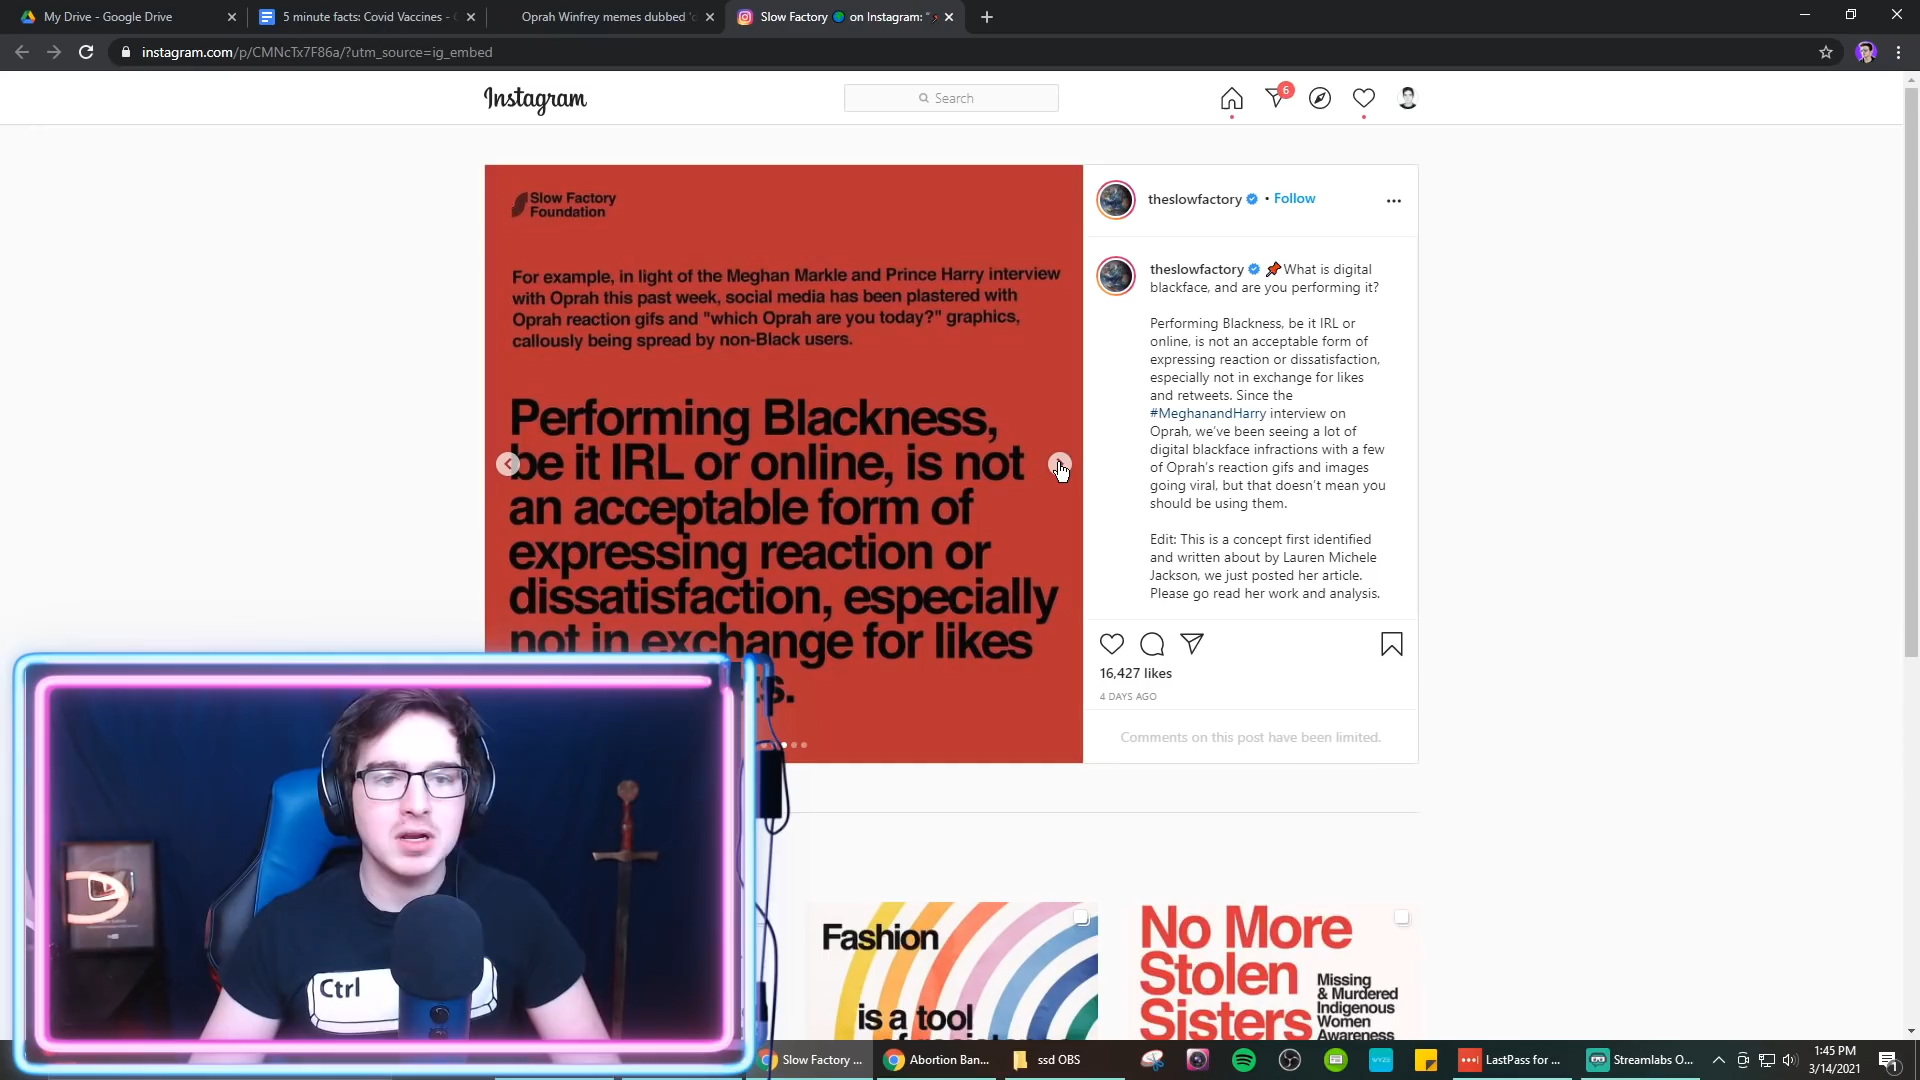 My Drive - Google Drive
5 minute facts: Covid Vaccines -
Oprah Winfrey memes dubbed
Slow Factory on Instagram: "
instagram.com/p/CMNcTx7F86a/?utm_source=ig_embed
Instagram
Search
6
Slow Factory
Foundation
For example, in light of the Meghan Markle and Prince Harry interview
with Oprah this past week, social media has been plastered with
Oprah reaction gifs and "which Oprah are you today?" graphics,
callously being spread by non-Black users.
Performing Blackness,
be it IRL or online, is not
an acceptable form of
expressing reaction or
dissatisfaction, especially
not in exchange for likes
theslowfactory • Follow
theslowfactory 📌What is digital
blackface, and are you performing it?
Performing Blackness, be it IRL or
online, is not an acceptable form of
expressing reaction or dissatisfaction,
especially not in exchange for likes
and retweets. Since the
#MeghanandHarry interview on
Oprah, we've been seeing a lot of
digital blackface infractions with a few
of Oprah's reaction gifs and images
going viral, but that doesn't mean you
should be using them.
Edit: This is a concept first identified
and written about by Lauren Michele
Jackson, we just posted her article.
Please go read her work and analysis.
16,427 likes
4 DAYS AGO
Comments on this post have been limited.
Ctrl
Fashion
is a tool
No More
Stolen
Sisters
Missing
& Murdered
Indigenous
Women
Awareness
Slow Factory ...
Abortion Ban...
ssd OBS
LastPass for ...
Streamlabs O...
1:45 PM
3/14/2021
1